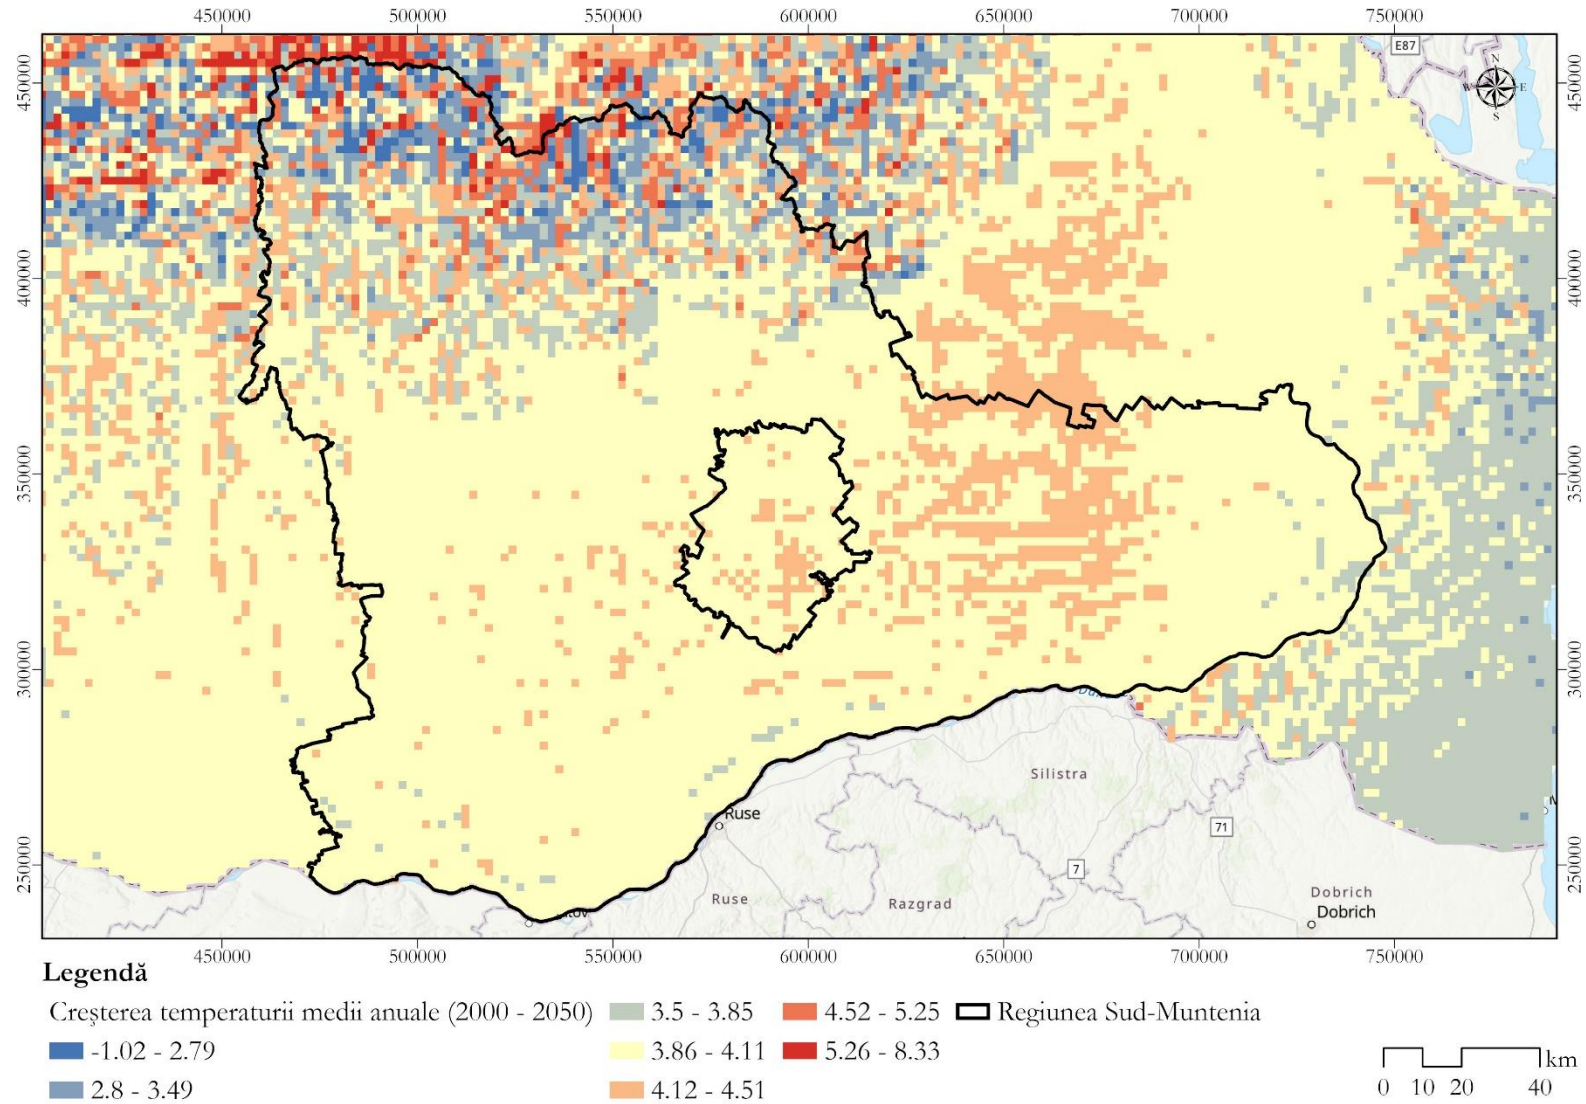 450000 500000 550000 600000 650000 700000 750000
E87
N
W E
S
450000 450000
400000 400000
350000 350000
300000 300000
250000 250000
Silistra
Ruse
71
7
Ruse
Razgrad
Dobrich
Dobrich
450000 500000 550000 600000 650000 700000 750000
Legendă
Creșterea temperaturii medii anuale (2000 - 2050)
-1.02 - 2.79
2.8 - 3.49
3.5 - 3.85
3.86 - 4.11
4.12 - 4.51
4.52 - 5.25
5.26 - 8.33
Regiunea Sud-Muntenia
km
0 10 20 40